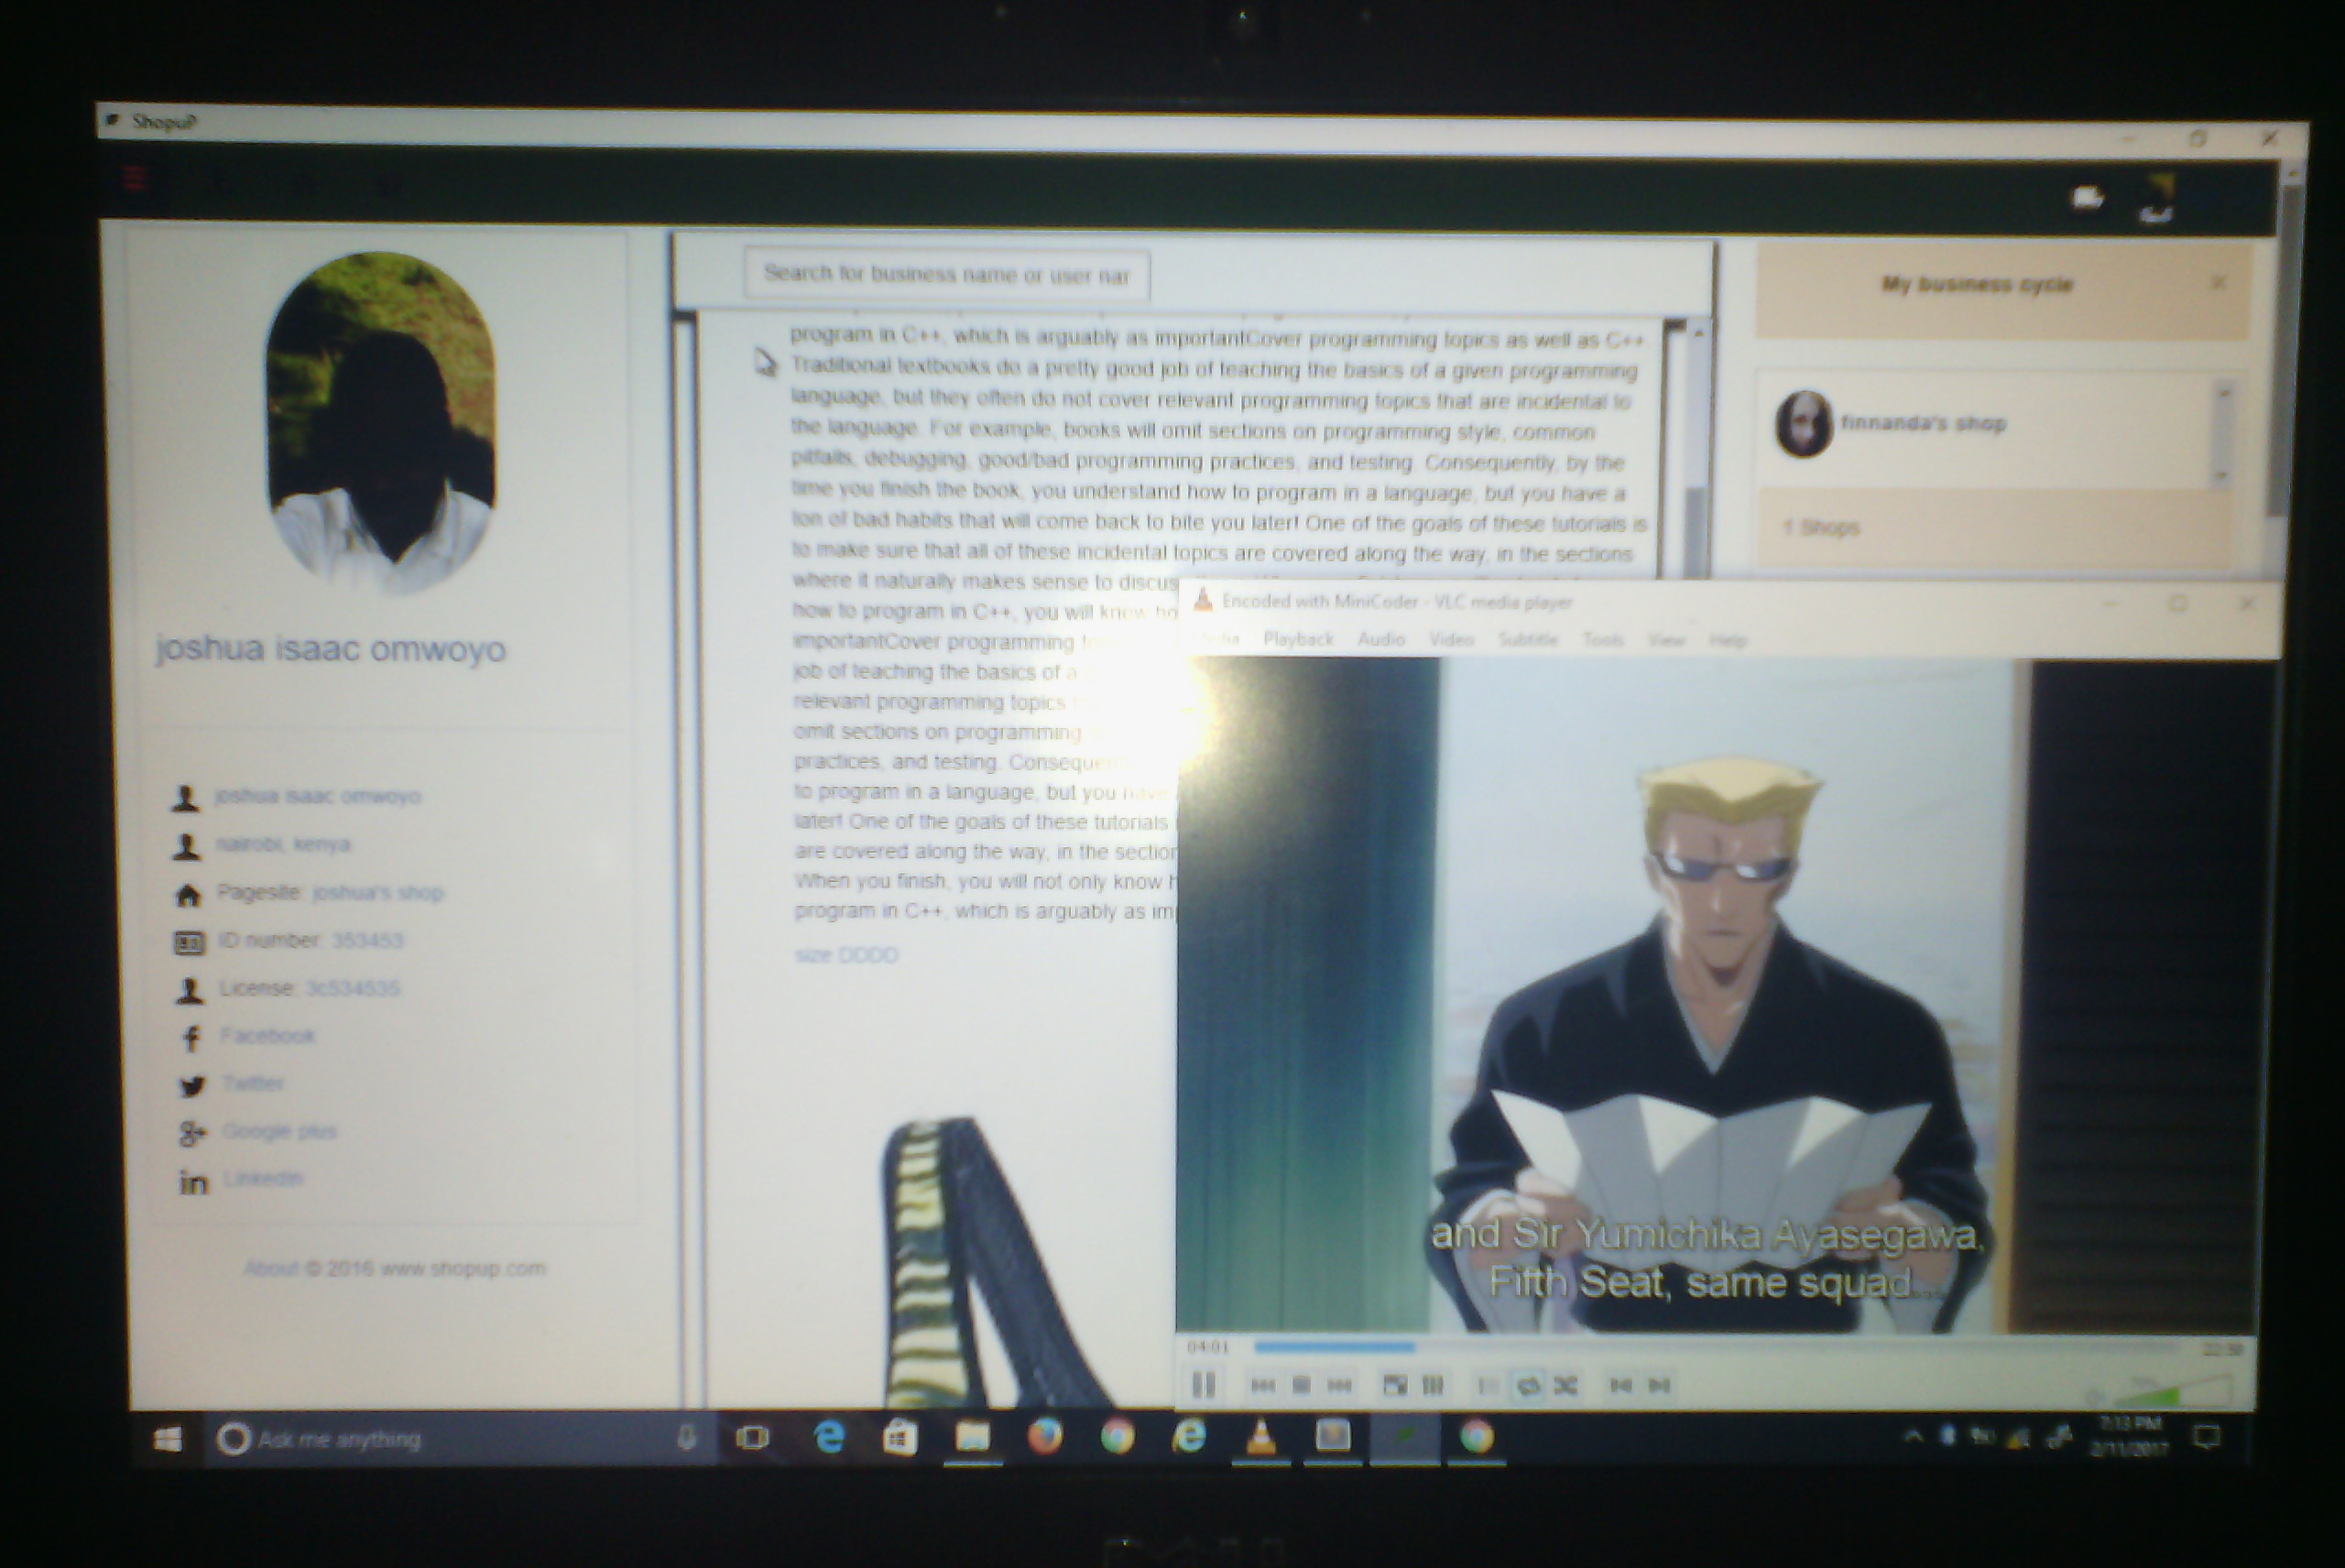 ShopuP
joshua isaac omwoyo
joshua isaac omwoyo
nairobi, kenya
Pagesite: joshua's shop
ID number: 353453
License: 3c534535
Facebook
Twitter
Google plus
Linkedin
About © 2016 www.shopup.com
Search for business name or user nar
program in C++, which is arguably as importantCover programming topics as well as C++
Traditional textbooks do a pretty good job of teaching the basics of a given programming
language, but they often do not cover relevant programming topics that are incidental to
the language. For example, books will omit sections on programming style, common
pitfalls, debugging, good/bad programming practices, and testing. Consequently, by the
time you finish the book, you understand how to program in a language, but you have a
ton of bad habits that will come back to bite you later! One of the goals of these tutorials is
to make sure that all of these incidental topics are covered along the way, in the sections
where it naturally makes sense to discus
how to program in C++, you will know ho
importantCover programming
job of teaching the basics of a
relevant programming topics
omit sections on programming
practices, and testing. Consequen
to program in a language, but you have
later! One of the goals of these tutorials
are covered along the way, in the section
When you finish, you will not only know h
program in C++, which is arguably as im
size DDDD
My business cycle
finnanda's shop
1 Shops
Encoded with MiniCoder - VLC media player
Playback Audio Video Subtitle Tools View Help
and Sir Yumichika Ayasegawa,
Fifth Seat, same squad...
04:01
Ask me anything
7:13 PM
2/11/2017